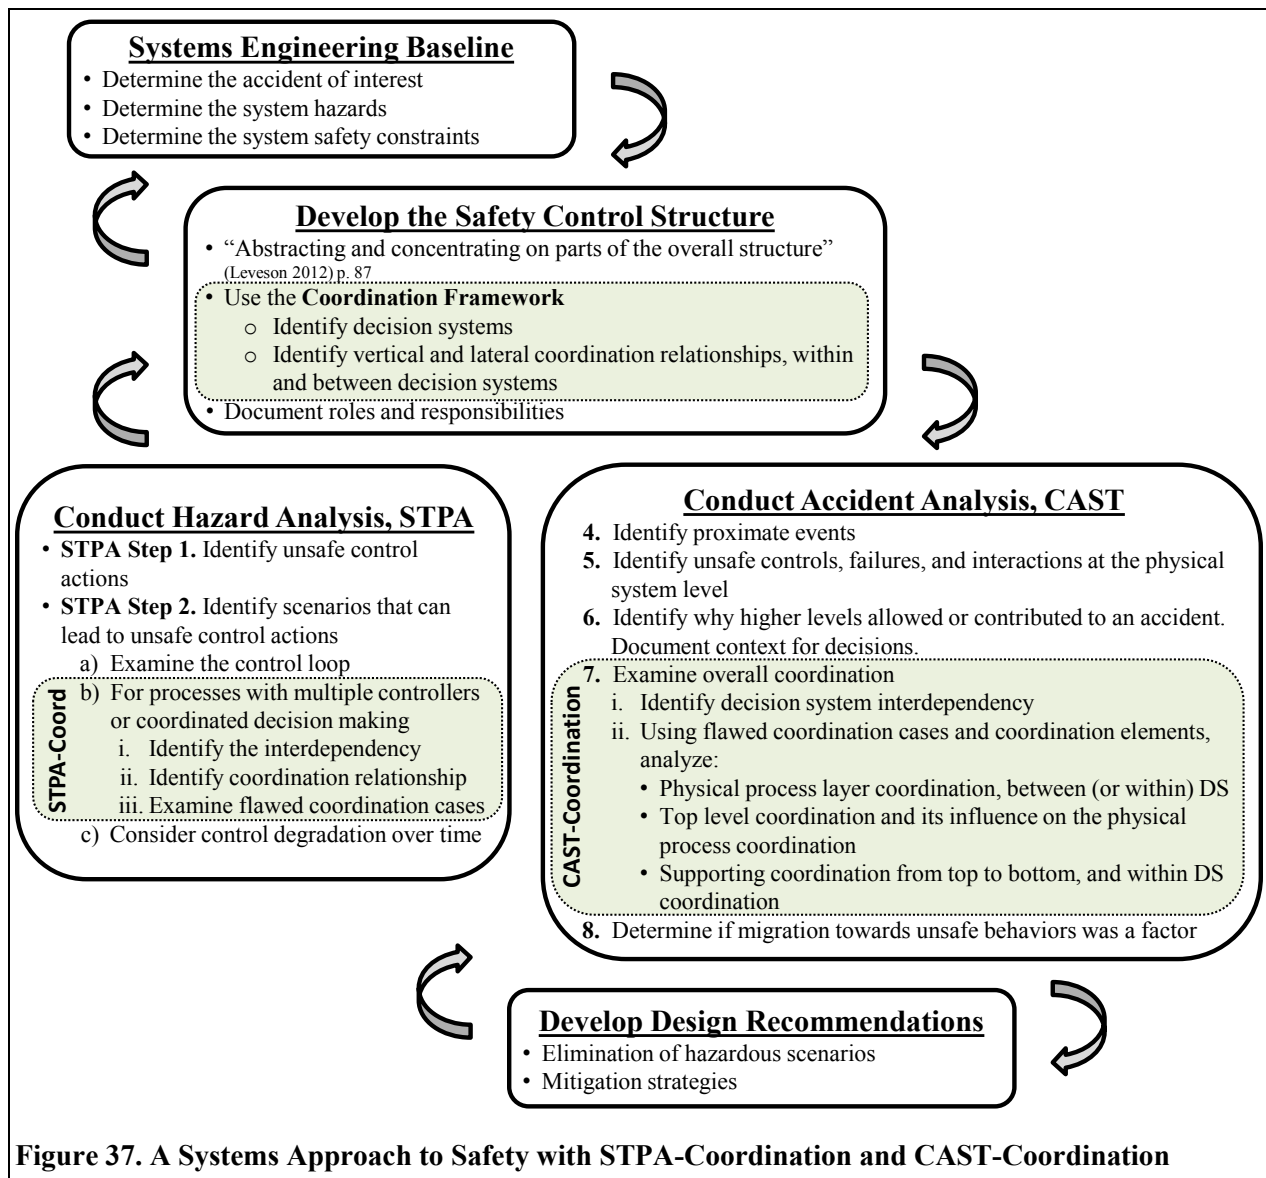 Systems Engineering Baseline
• Determine the accident of interest
• Determine the system hazards
• Determine the system safety constraints
Develop the Safety Control Structure
• “Abstracting and concentrating on parts of the overall structure”
(Leveson 2012) p. 87
• Use the Coordination Framework
o Identify decision systems
o Identify vertical and lateral coordination relationships, within
and between decision systems
• Document roles and responsibilities
Conduct Hazard Analysis, STPA
• STPA Step 1. Identify unsafe control
actions
• STPA Step 2. Identify scenarios that can
lead to unsafe control actions
a) Examine the control loop
STPA-Coord
b) For processes with multiple controllers
or coordinated decision making
i. Identify the interdependency
ii. Identify coordination relationship
iii. Examine flawed coordination cases
c) Consider control degradation over time
Conduct Accident Analysis, CAST
4. Identify proximate events
5. Identify unsafe controls, failures, and interactions at the physical
system level
6. Identify why higher levels allowed or contributed to an accident.
Document context for decisions.
CAST-Coordination
7. Examine overall coordination
i. Identify decision system interdependency
ii. Using flawed coordination cases and coordination elements,
analyze:
• Physical process layer coordination, between (or within) DS
• Top level coordination and its influence on the physical
process coordination
• Supporting coordination from top to bottom, and within DS
coordination
8. Determine if migration towards unsafe behaviors was a factor
Develop Design Recommendations
• Elimination of hazardous scenarios
• Mitigation strategies
Figure 37. A Systems Approach to Safety with STPA-Coordination and CAST-Coordination